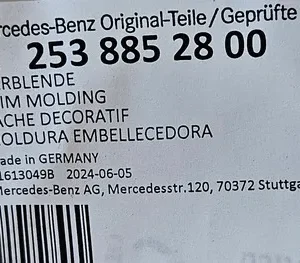 rcedes-Benz Original-Teile/Geprüfte
253 885 28 00
RBLENDE
IM MOLDING
ACHE DECORATIF
OLDURA EMBELLECEDORA
ade in GERMANY
1613049B 2024-06-05
Mercedes-Benz AG, Mercedesstr.120, 70372 Stuttga